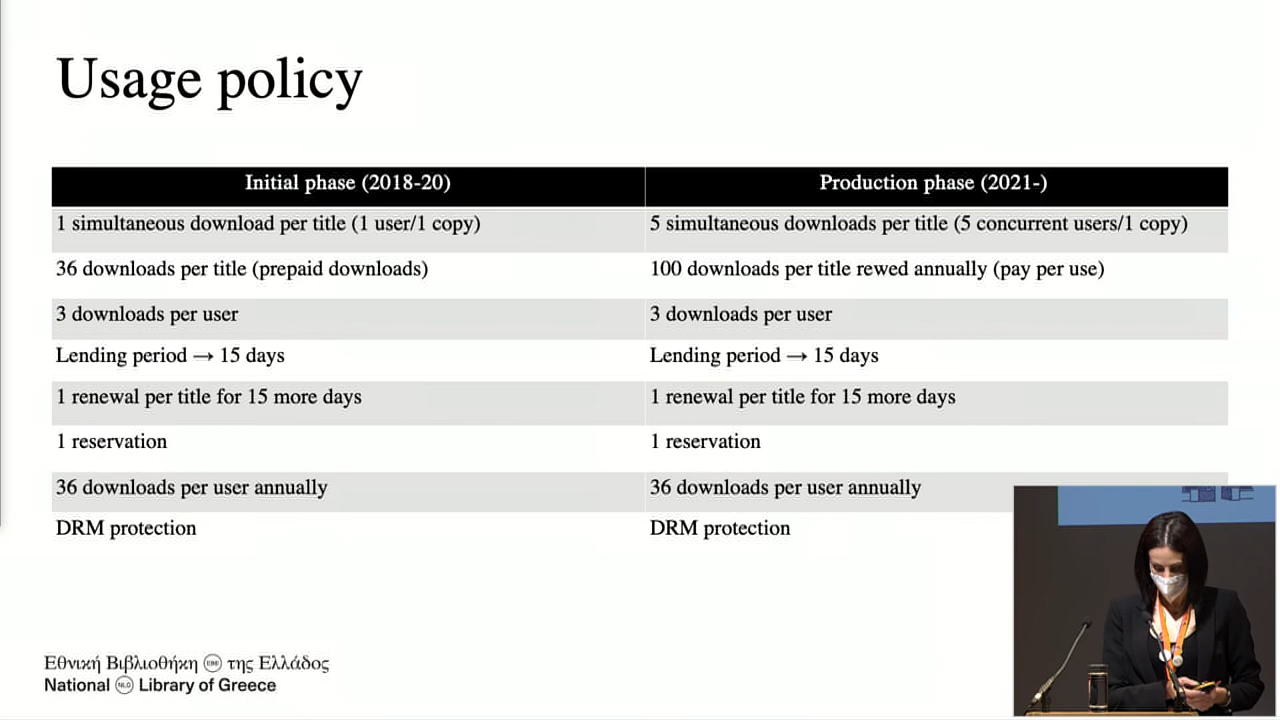 Usage policy
Initial phase (2018-20)
Production phase (2021-)
1 simultaneous download per title (1 user/1 copy)
5 simultaneous downloads per title (5 concurrent users/1 copy)
36 downloads per title (prepaid downloads)
100 downloads per title rewed annually (pay per use)
3 downloads per user
3 downloads per user
Lending period → 15 days
Lending period → 15 days
1 renewal per title for 15 more days
1 renewal per title for 15 more days
1 reservation
1 reservation
36 downloads per user annually
36 downloads per user annually
DRM protection
DRM protection
Εθνική Βιβλιοθήκη ΕΒΕ της Ελλάδος
National NLG Library of Greece